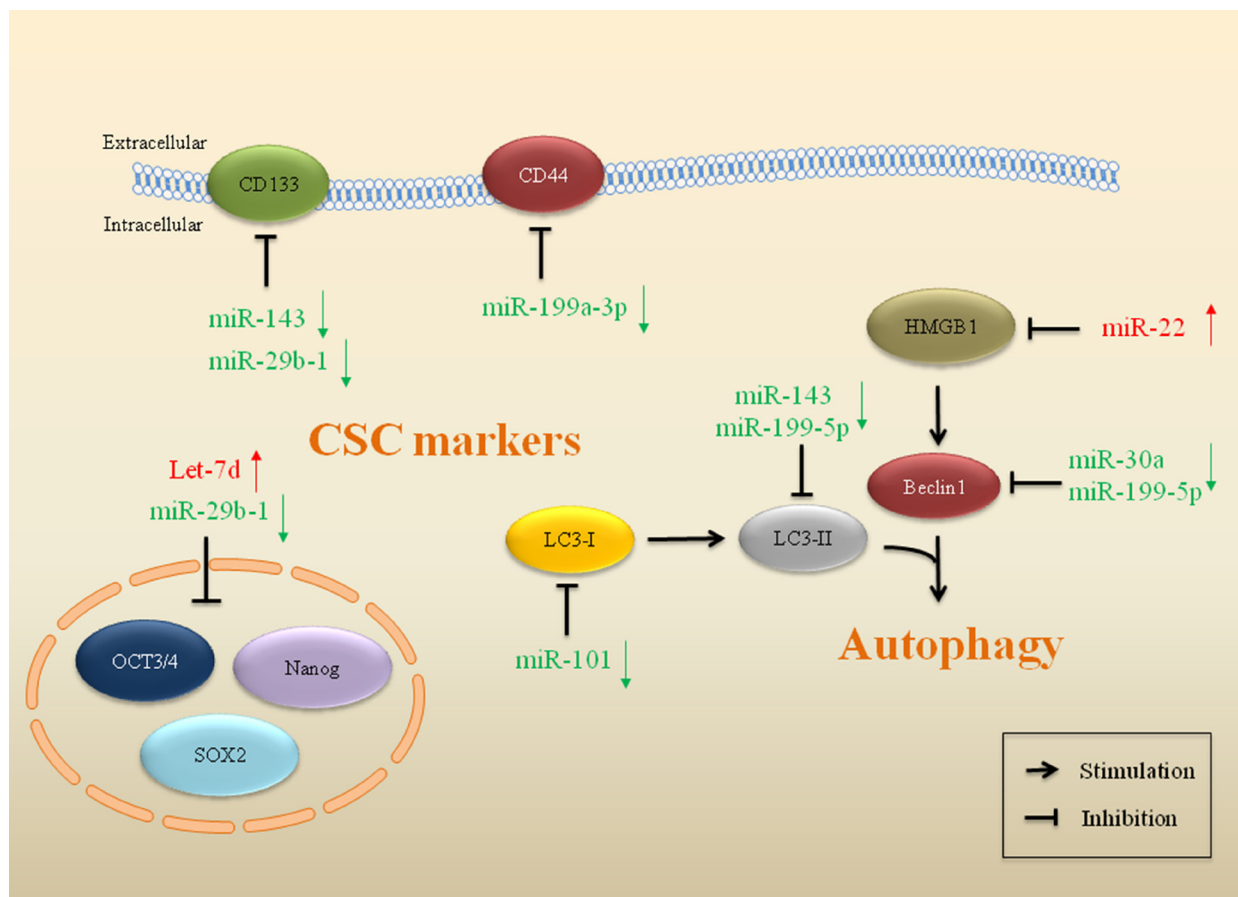 Extracellular
CD133
CD44
Intracellular
miR-143
miR-29b-1
miR-199a-3p
HMGB1
miR-22
miR-143
miR-199-5p
CSC markers
Let-7d
miR-29b-1
Beclin1
miR-30a
miR-199-5p
LC3-I
LC3-II
OCT3/4
Nanog
SOX2
miR-101
Autophagy
Stimulation
Inhibition